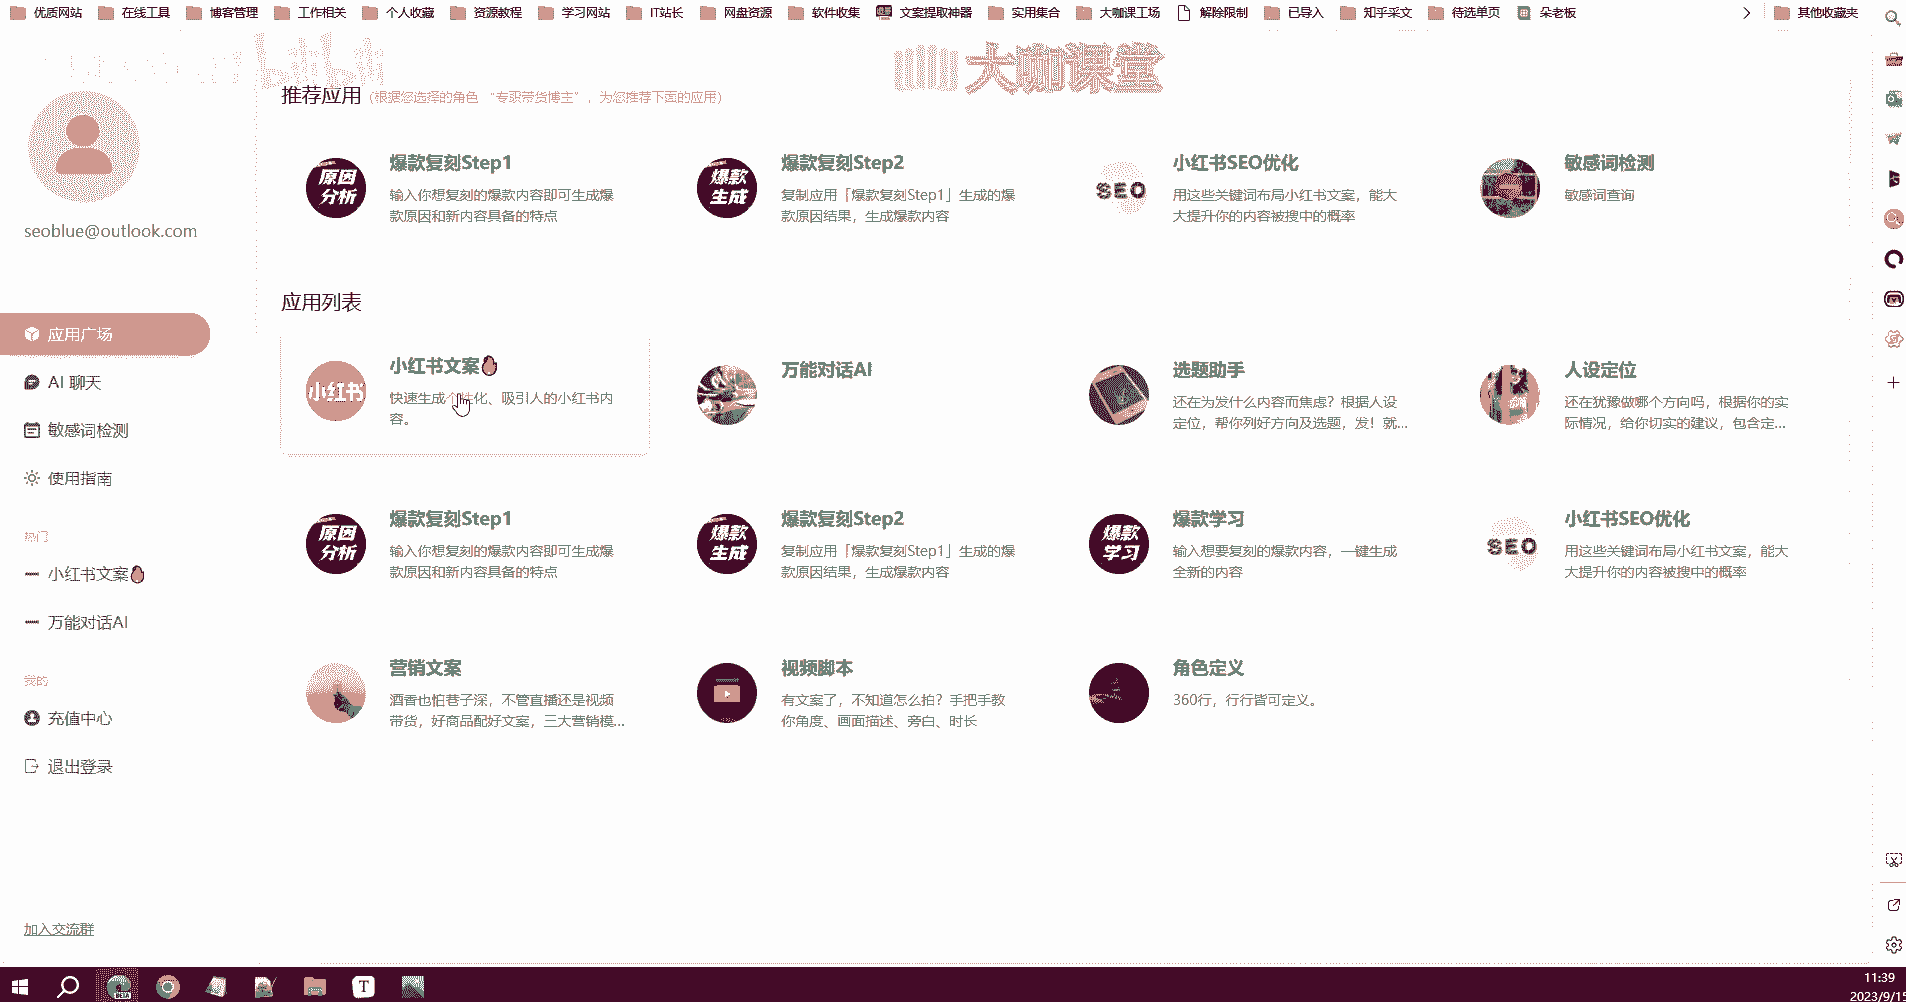 优质网站 在线工具 博客管理 工作相关 个人收藏 资源教程 学习网站 IT站长 网盘资源 软件收集 文案提取神器 实用集合 大咖课工场 解除限制 已导入 知乎采文 待选单页 朵老板 其他收藏夹
bilibili
大咖课堂
推荐应用 (根据您选择的角色 “专职带货博主”，为您推荐下面的应用)
原因分析
爆款复刻Step1
输入你想复刻的爆款内容即可生成爆
款原因和新内容具备的特点
爆款生成
爆款复刻Step2
复制应用「爆款复刻Step1」生成的爆
款原因结果，生成爆款内容
SEO
小红书SEO优化
用这些关键词布局小红书文案，能大
大提升你的内容被搜中的概率
敏感词检测
敏感词查询
seoblue@outlook.com
应用广场
AI 聊天
敏感词检测
使用指南
热门
小红书文案
万能对话AI
我的
充值中心
退出登录
加入交流群
应用列表
小红书
小红书文案
快速生成个性化、吸引人的小红书内
容。
万能对话AI
选题助手
还在为发什么内容而焦虑？根据人设
定位，帮你列好方向及选题，发！就...
人设定位
还在犹豫做哪个方向吗，根据你的实
际情况，给你切实的建议，包含定...
原因分析
爆款复刻Step1
输入你想复刻的爆款内容即可生成爆
款原因和新内容具备的特点
爆款生成
爆款复刻Step2
复制应用「爆款复刻Step1」生成的爆
款原因结果，生成爆款内容
爆款学习
爆款学习
输入想要复刻的爆款内容，一键生成
全新的内容
SEO
小红书SEO优化
用这些关键词布局小红书文案，能大
大提升你的内容被搜中的概率
营销文案
酒香也怕巷子深，不管直播还是视频
带货，好商品配好文案，三大营销模...
视频脚本
有文案了，不知道怎么拍？手把手教
你角度、画面描述、旁白、时长
角色定义
360行，行行皆可定义。
BETA
T
11:39
2023/9/15